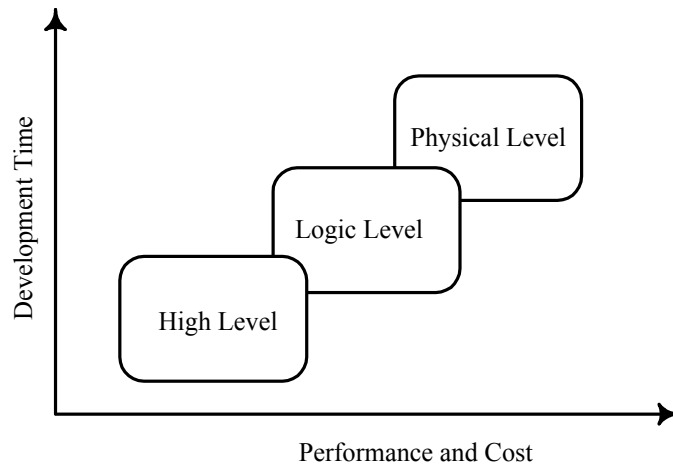 Development Time
Physical Level
Logic Level
High Level
Performance and Cost